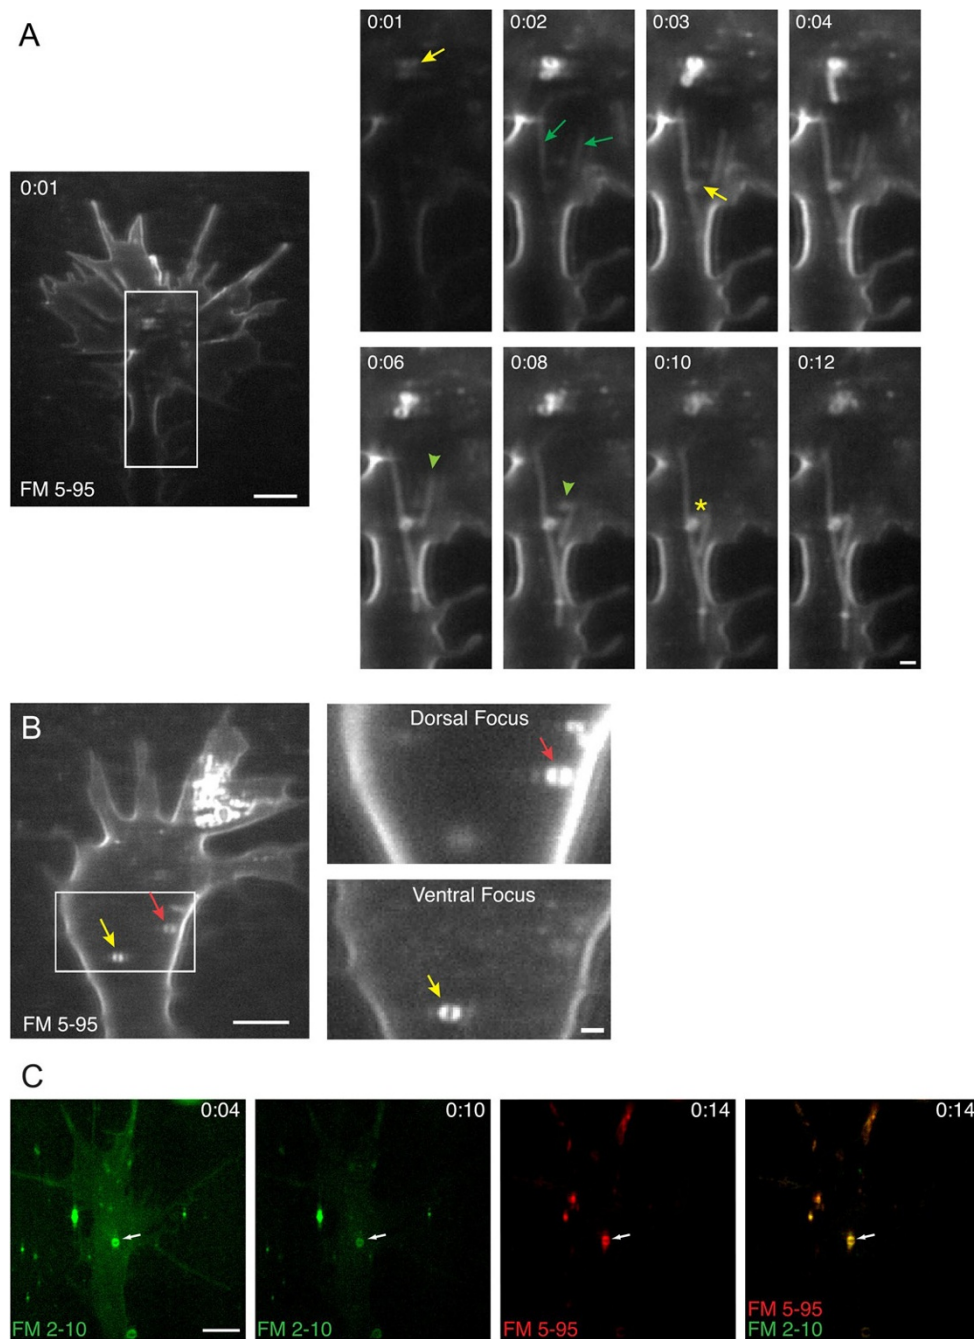 A
0:01
FM 5-95
0:01
0:02
0:03
0:04
0:06
0:08
0:10
*
0:12
B
FM 5-95
Dorsal Focus
Ventral Focus
C
0:04
FM 2-10
0:10
FM 2-10
0:14
FM 5-95
0:14
FM 5-95
FM 2-10